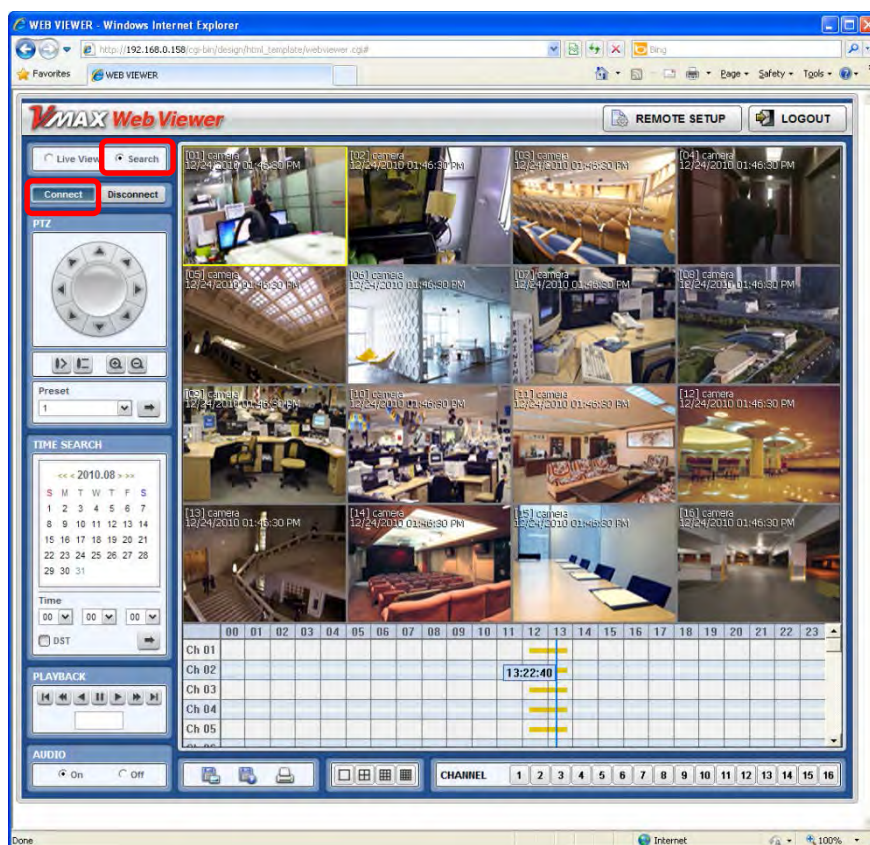 WEB VIEWER - Windows Internet Explorer
http://192.168.0.158/cgi-bin/design/html_template/webviewer.cgi#
Bing
Favorites
WEB VIEWER
Page
Safety
Tools
VMAX Web Viewer
REMOTE SETUP
LOGOUT
Live View
Search
Connect
Disconnect
PTZ
Preset
1
TIME SEARCH
<< < 2010.08 > >>
S M T W T F S
1 2 3 4 5 6 7
8 9 10 11 12 13 14
15 16 17 18 19 20 21
22 23 24 25 26 27 28
29 30 31
Time
00 00 00
DST
PLAYBACK
AUDIO
On
Off
[01] camera
12/24/2010 01:46:30 PM
[02] camera
12/24/2010 01:46:30 PM
[03] camera
12/24/2010 01:46:30 PM
[04] camera
12/24/2010 01:46:30 PM
[05] camera
12/24/2010 01:46:30 PM
[06] camera
12/24/2010 01:46:30 PM
[07] camera
12/24/2010 01:46:30 PM
[08] camera
12/24/2010 01:46:30 PM
[09] camera
12/24/2010 01:46:30 PM
[10] camera
12/24/2010 01:46:30 PM
[11] camera
12/24/2010 01:46:30 PM
[12] camera
12/24/2010 01:46:30 PM
[13] camera
12/24/2010 01:46:30 PM
[14] camera
12/24/2010 01:46:30 PM
[15] camera
12/24/2010 01:46:30 PM
[16] camera
12/24/2010 01:46:30 PM
00 01 02 03 04 05 06 07 08 09 10 11 12 13 14 15 16 17 18 19 20 21 22 23
Ch 01
Ch 02
13:22:40
Ch 03
Ch 04
Ch 05
CHANNEL 1 2 3 4 5 6 7 8 9 10 11 12 13 14 15 16
Done
Internet
100%